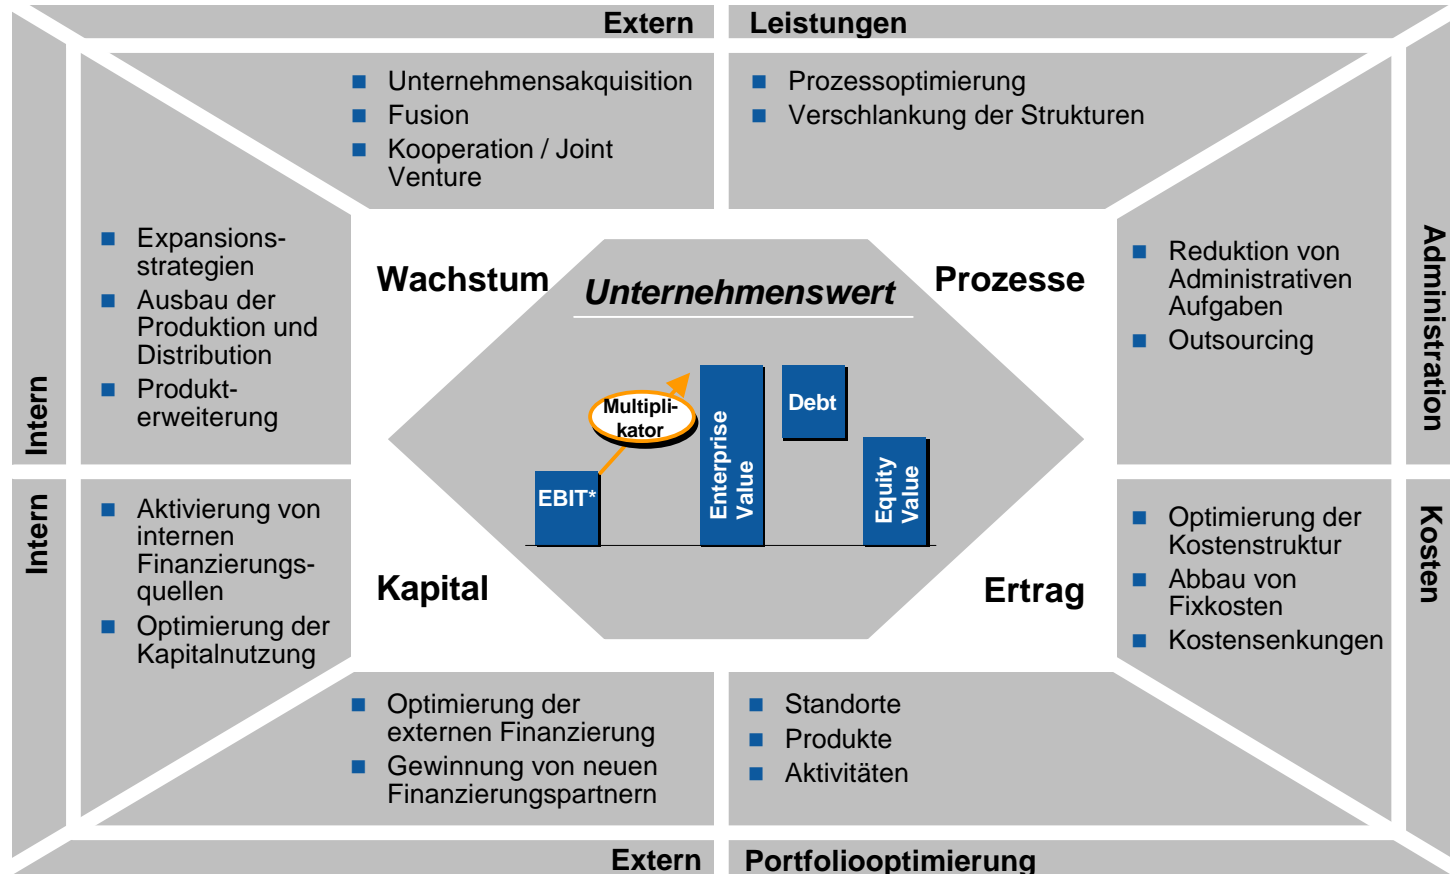 Extern
Leistungen
Unternehmensakquisition
Fusion
Kooperation / Joint
Venture
Prozessoptimierung
Verschlankung der Strukturen
Intern
Expansions-
strategien
Ausbau der
Produktion und
Distribution
Produkt-
erweiterung
Wachstum
Unternehmenswert
Prozesse
Reduktion von
Administrativen
Aufgaben
Outsourcing
Administration
Multipli-
kator
EBIT*
Enterprise
Value
Debt
Equity
Value
Intern
Aktivierung von
internen
Finanzierungs-
quellen
Optimierung der
Kapitalnutzung
Kapital
Ertrag
Optimierung der
Kostenstruktur
Abbau von
Fixkosten
Kostensenkungen
Kosten
Optimierung der
externen Finanzierung
Gewinnung von neuen
Finanzierungspartnern
Standorte
Produkte
Aktivitäten
Extern
Portfoliooptimierung